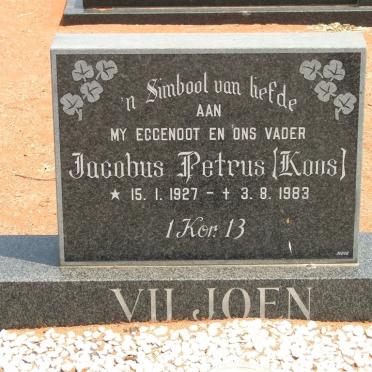 'n Simbool van liefde
AAN
MY EGGENOOT EN ONS VADER
Jacobus Petrus [Koos]
★ 15. 1. 1927 - ✝ 3. 8. 1983
1 Kor. 13
VILJOEN